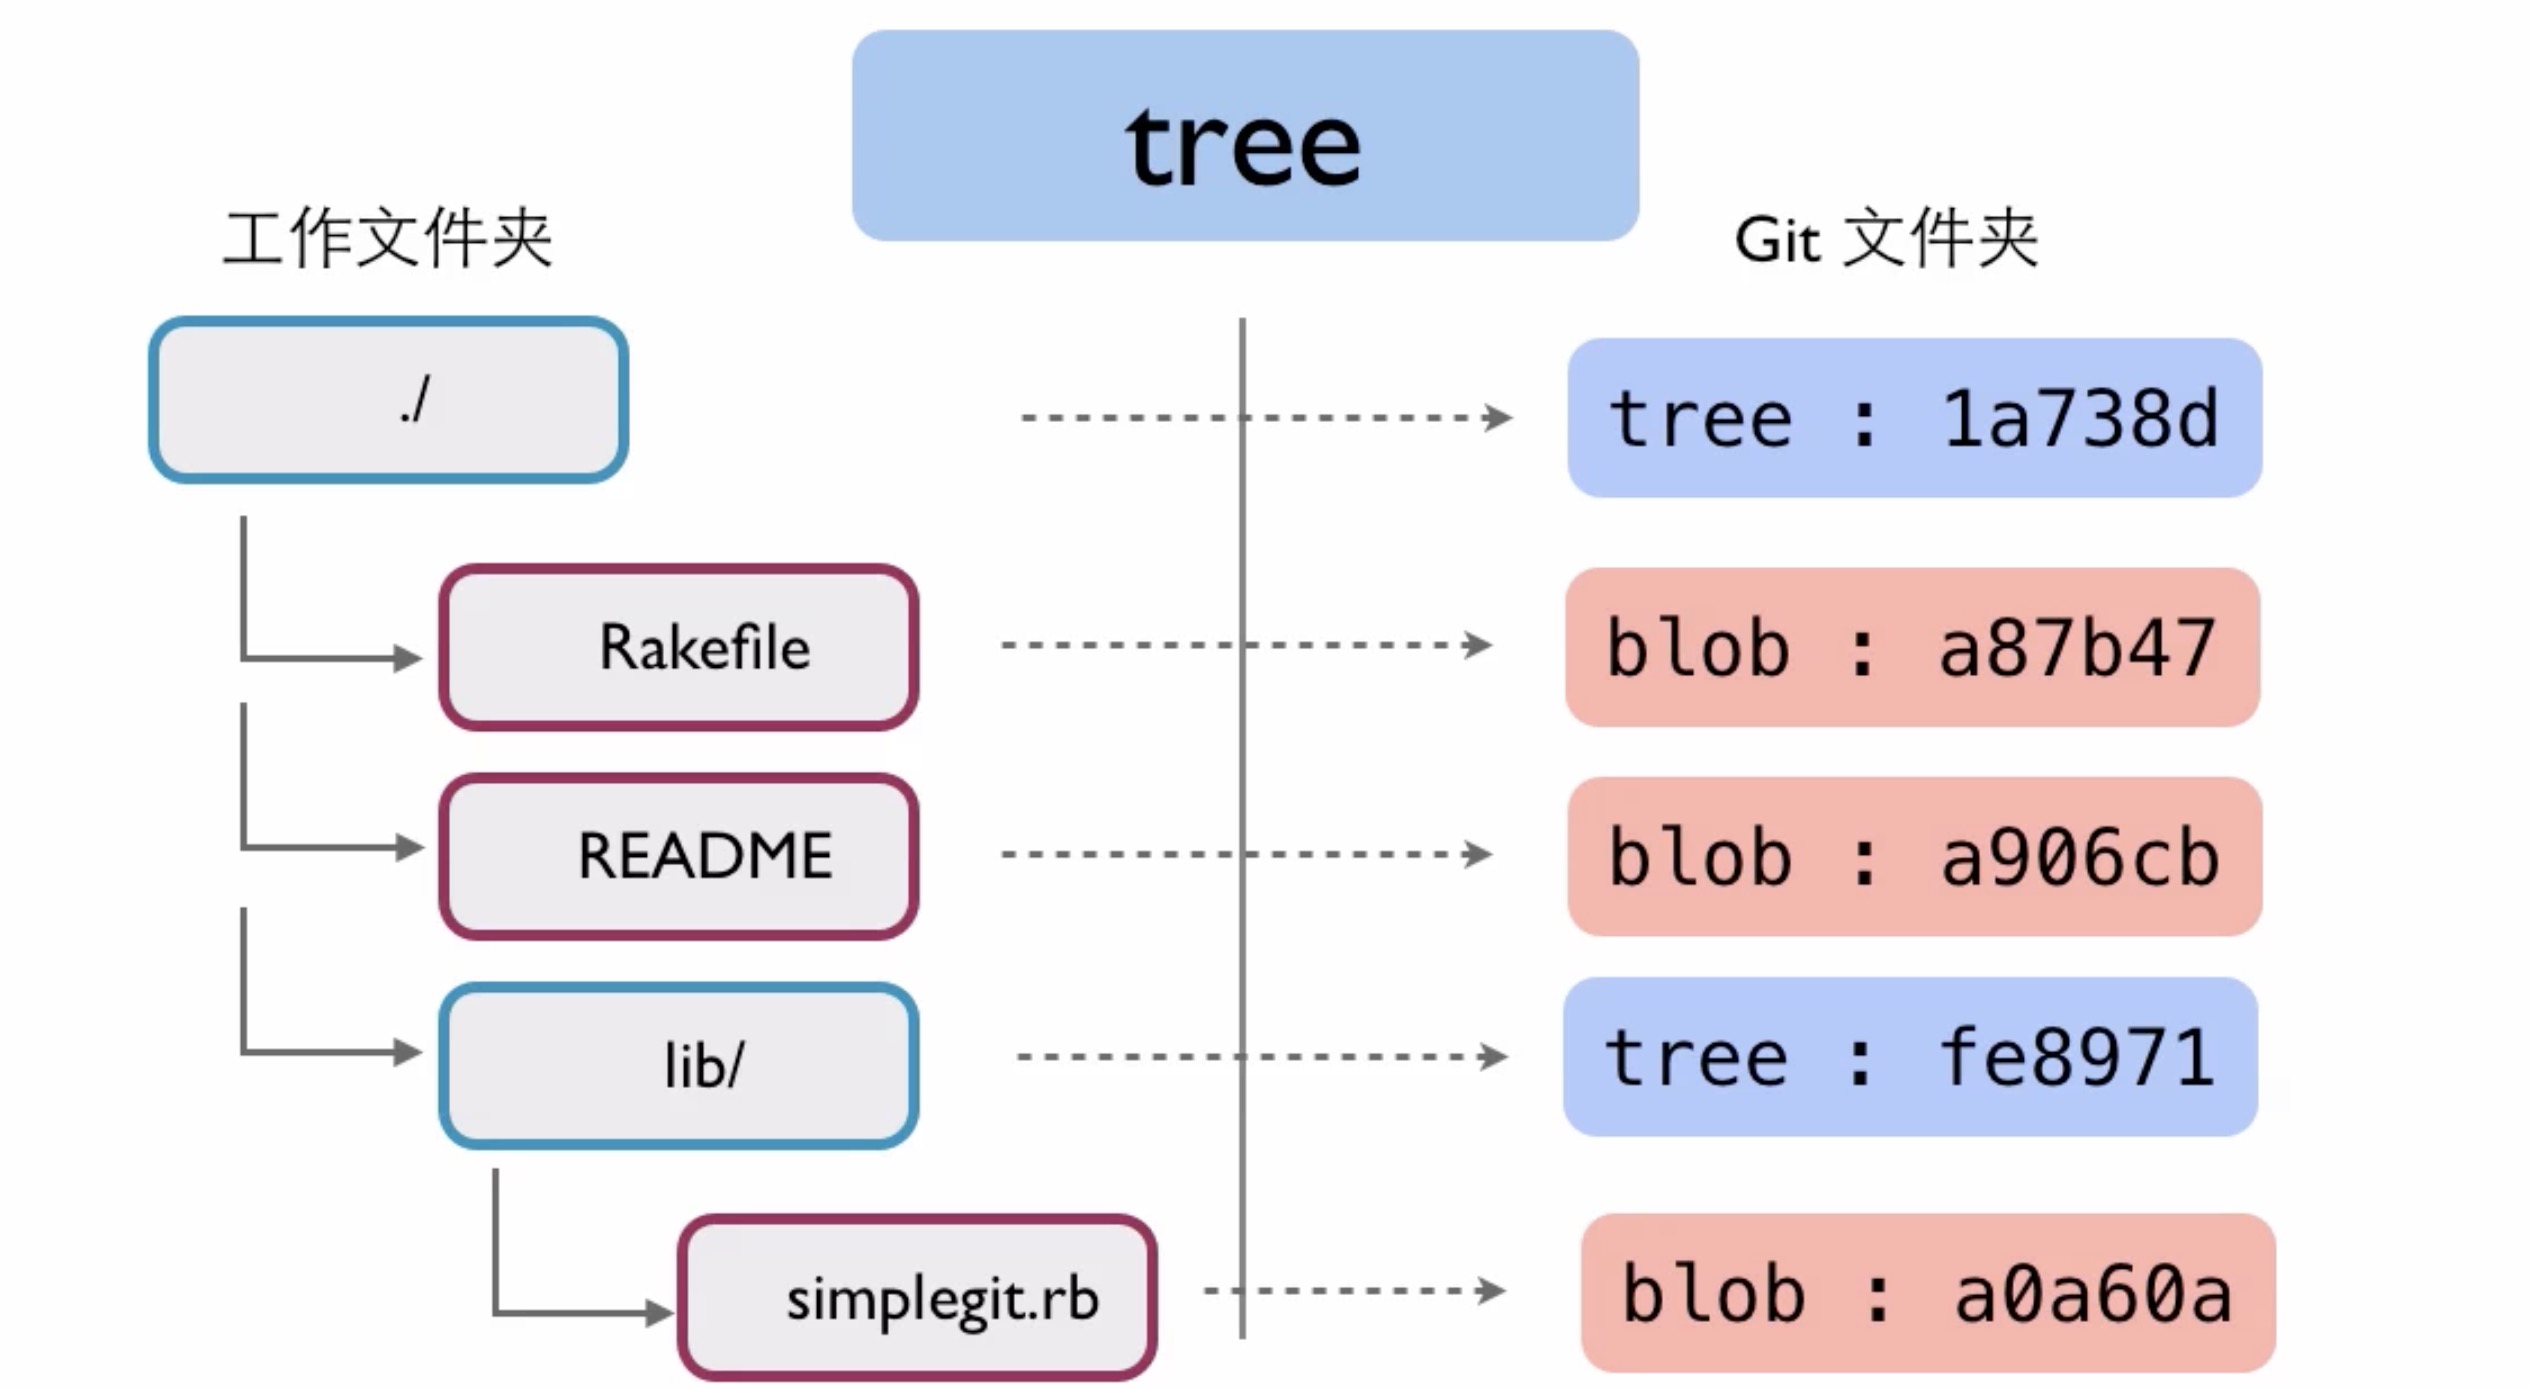 tree
工作文件夹
Git 文件夹
./
tree : 1a738d
Rakefile
blob : a87b47
README
blob : a906cb
lib/
tree : fe8971
simplegit.rb
blob : a0a60a